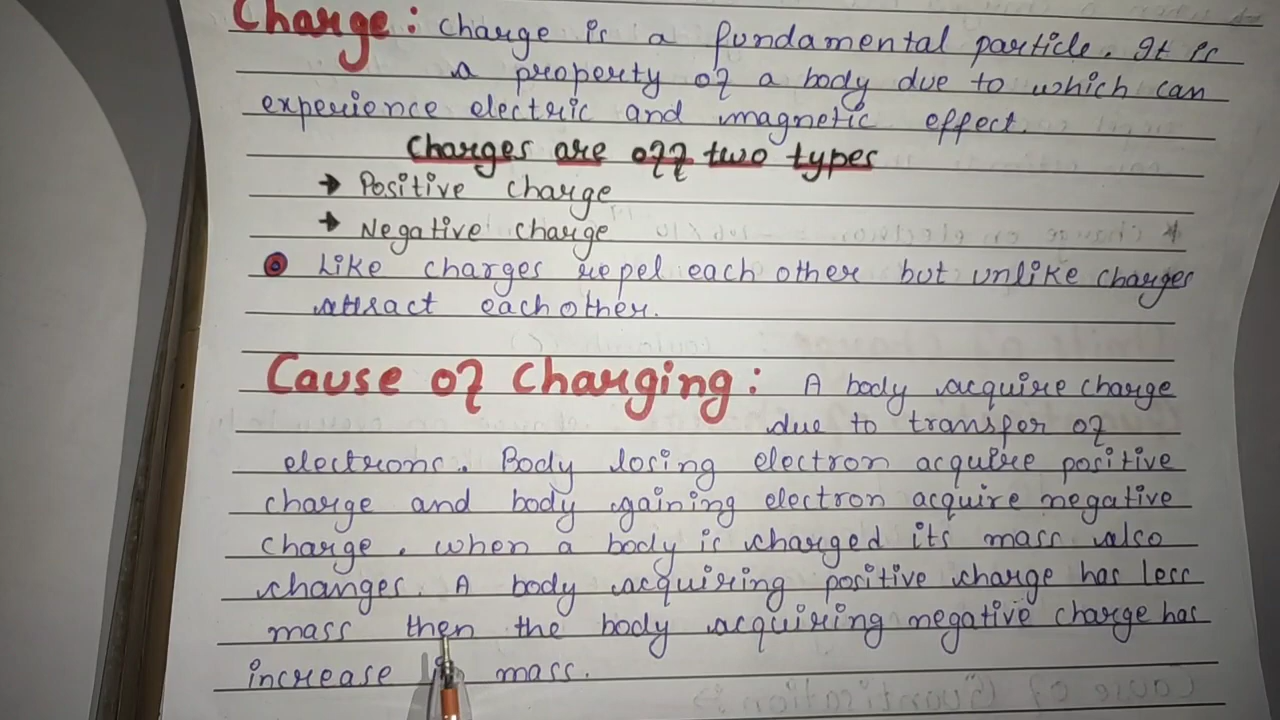 Charge: Charge is a fundamental particle. It is
a property of a body due to which can
experience electric and magnetic effect.
Charges are off two types
→ Positive charge
→ Negative charge
Like charges repel each other but unlike charges
attract each other.
Cause of Charging: A body acquire charge
due to transfer of
electrons. Body losing electron acquire positive
charge and body gaining electron acquire negative
charge. when a body is charged its mass also
changes. A body acquiring positive charge has less
mass then the body acquiring negative charge has
increase in mass.